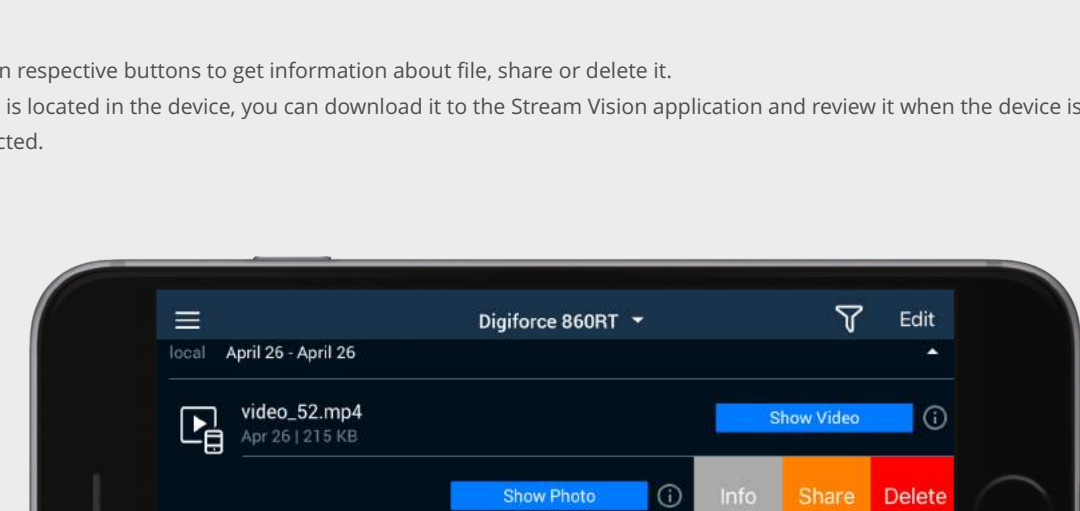 n respective buttons to get information about file, share or delete it.
is located in the device, you can download it to the Stream Vision application and review it when the device is
cted.
Digiforce 860RT
Edit
local April 26 - April 26
video_52.mp4
Show Video
Apr 26 | 215 KB
Show Photo
Info
Share
Delete